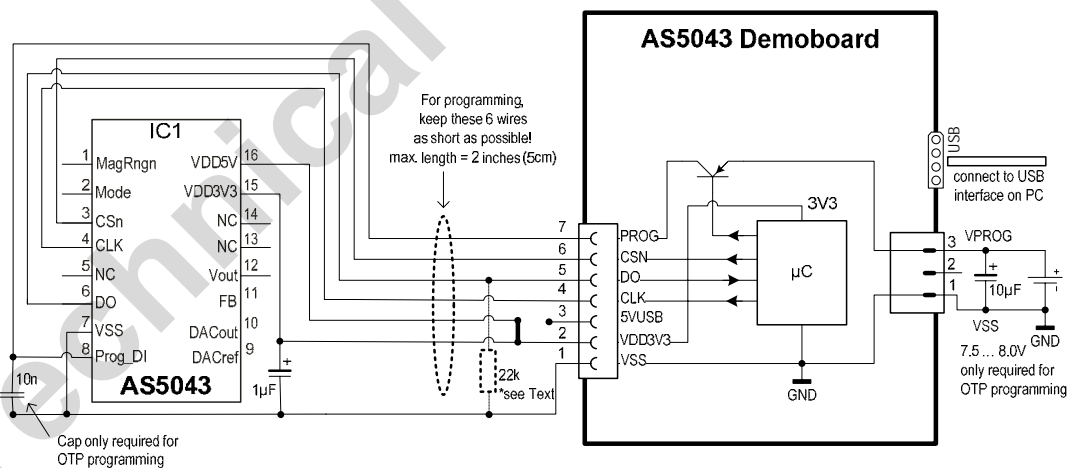 AS5043 Demoboard
For programming,
keep these 6 wires
as short as possible!
max. length = 2 inches (5cm)
IC1
1 MagRngn
2 Mode
3 CSn
4 CLK
5 NC
6 DO
7 VSS
8 Prog_DI
VDD5V 16
VDD3V3 15
NC 14
NC 13
Vout 12
FB 11
DACout 10
DACref 9
AS5043
10n
+
1µF
22k
*see Text
Cap only required for
OTP programming
7 PROG
6 CSN
5 DO
4 CLK
3 5VUSB
2 VDD3V3
1 VSS
3V3
µC
GND
USB
connect to USB
interface on PC
3 VPROG
2
1
+
10µF
+
-
VSS
GND
7.5 ... 8.0V
only required for
OTP programming
echnical